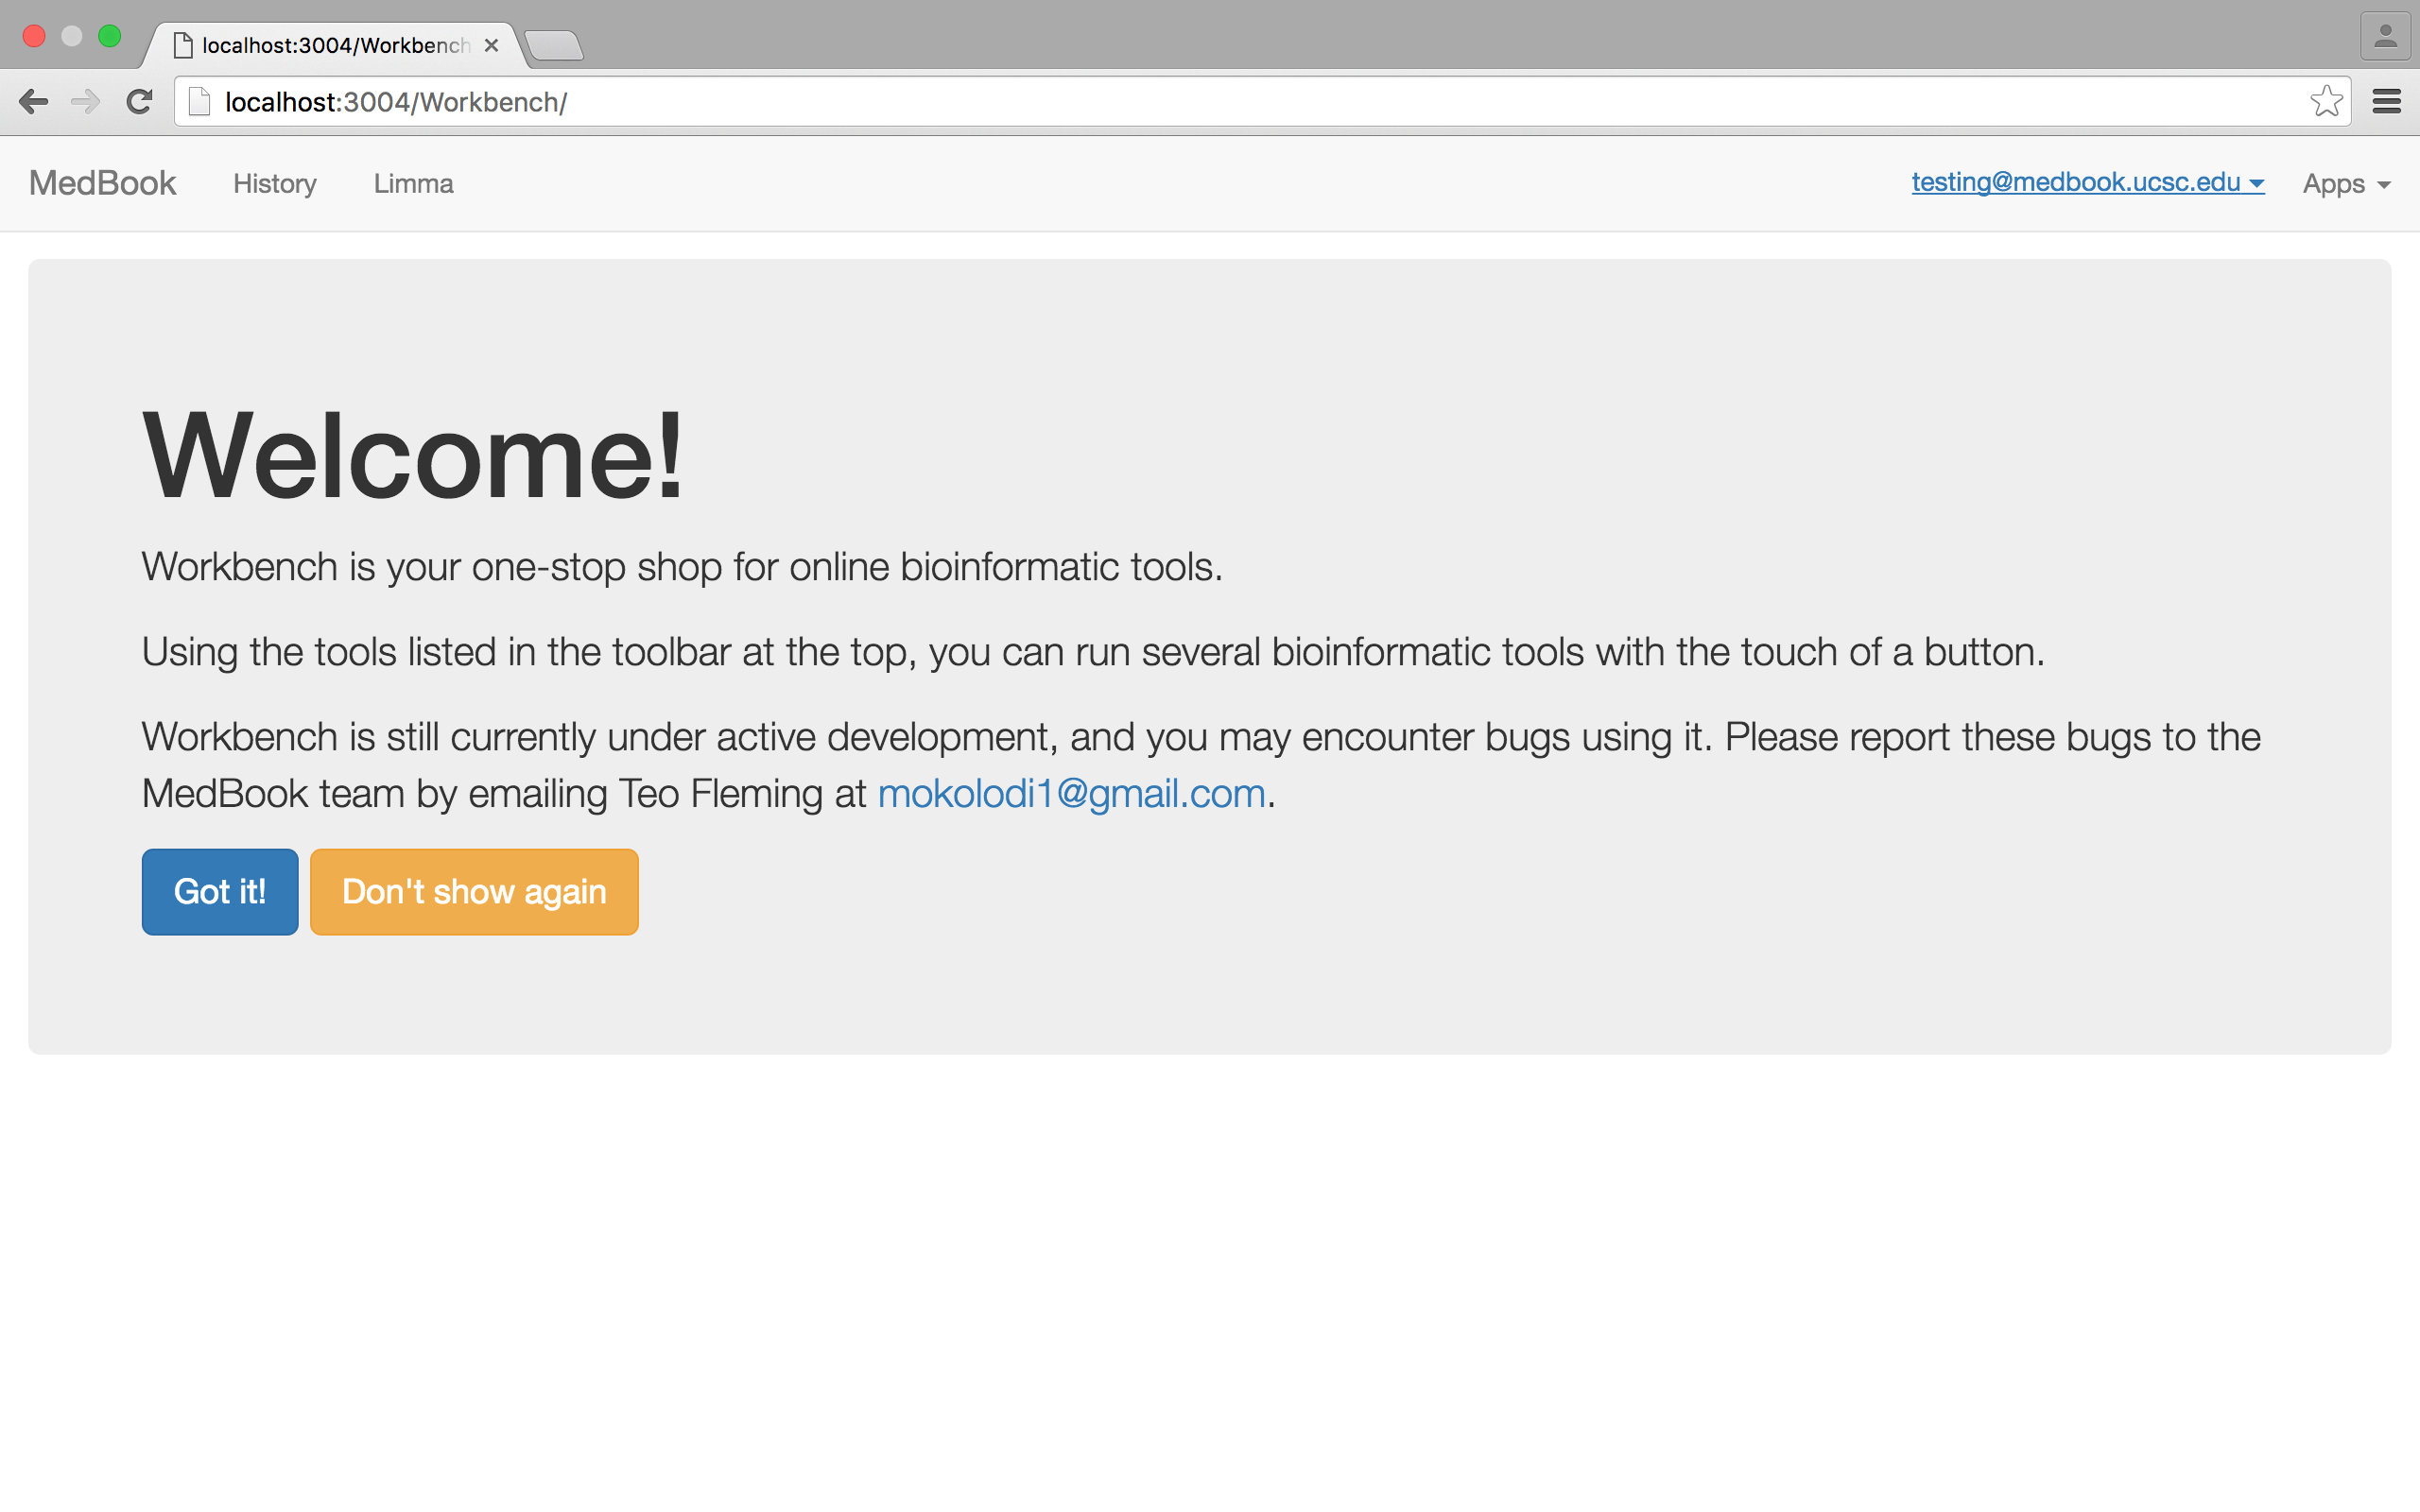 localhost:3004/Workbench
localhost:3004/Workbench/
MedBook History Limma testing@medbook.ucsc.edu Apps
Welcome!
Workbench is your one-stop shop for online bioinformatic tools.
Using the tools listed in the toolbar at the top, you can run several bioinformatic tools with the touch of a button.
Workbench is still currently under active development, and you may encounter bugs using it. Please report these bugs to the
MedBook team by emailing Teo Fleming at mokolodi1@gmail.com.
Got it! Don't show again